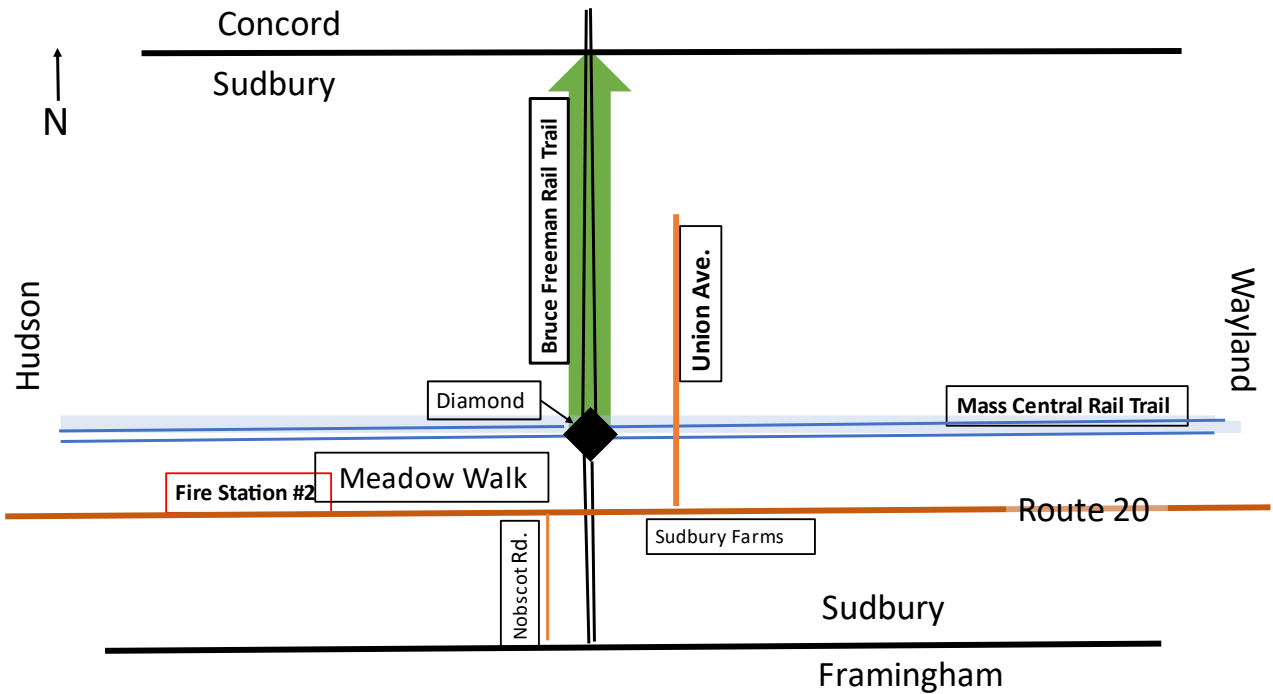 Concord
Sudbury
N
Bruce Freeman Rail Trail
Union Ave.
Hudson
Wayland
Diamond
Mass Central Rail Trail
Meadow Walk
Fire Station #2
Route 20
Sudbury Farms
Nobscot Rd.
Sudbury
Framingham